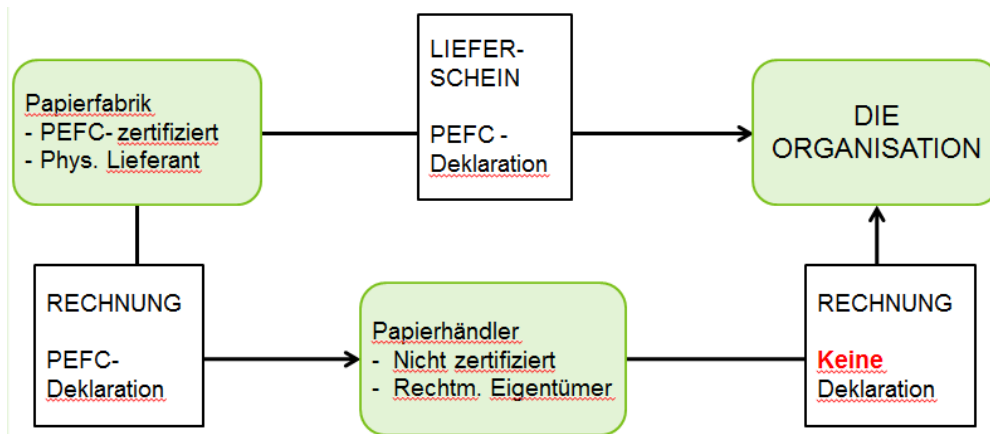 Papierfabrik
- PEFC- zertifiziert
- Phys. Lieferant
LIEFER-
SCHEIN
PEFC -
Deklaration
DIE
ORGANISATION
RECHNUNG
PEFC-
Deklaration
Papierhändler
- Nicht zertifiziert
- Rechtm. Eigentümer
RECHNUNG
Keine
Deklaration